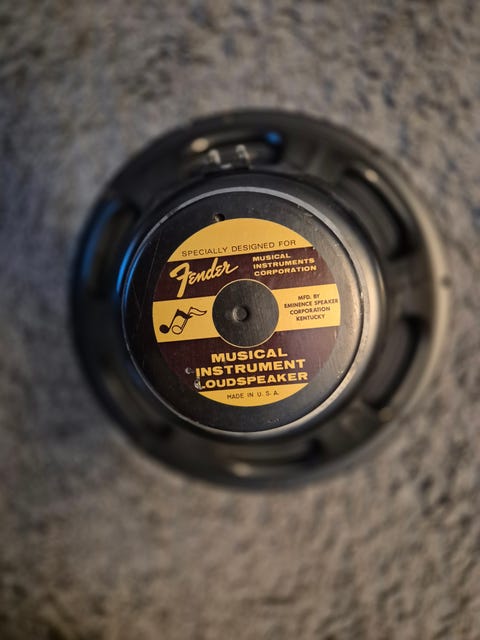 SPECIALLY DESIGNED FOR
Fender
MUSICAL
INSTRUMENTS
CORPORATION
MFD. BY
EMINENCE SPEAKER
CORPORATION
KENTUCKY
MUSICAL
INSTRUMENT
LOUDSPEAKER
MADE IN U.S.A.